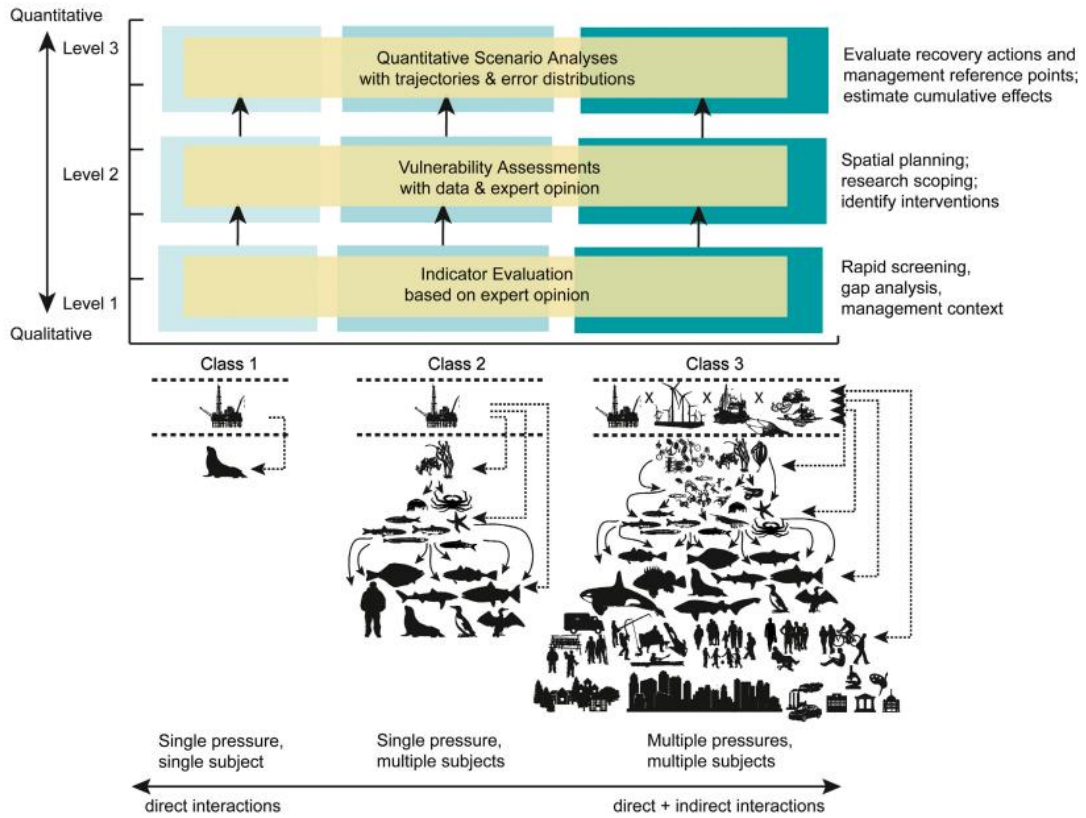 Quantitative
Level 3
Quantitative Scenario Analyses
with trajectories & error distributions
Evaluate recovery actions and
management reference points;
estimate cumulative effects
Level 2
Vulnerability Assessments
with data & expert opinion
Spatial planning;
research scoping;
identify interventions
Indicator Evaluation
based on expert opinion
Rapid screening,
gap analysis,
management context
Level 1
Qualitative
Class 1
Class 2
Class 3
X
X
X
Single pressure,
single subject
Single pressure,
multiple subjects
Multiple pressures,
multiple subjects
direct interactions
direct + indirect interactions